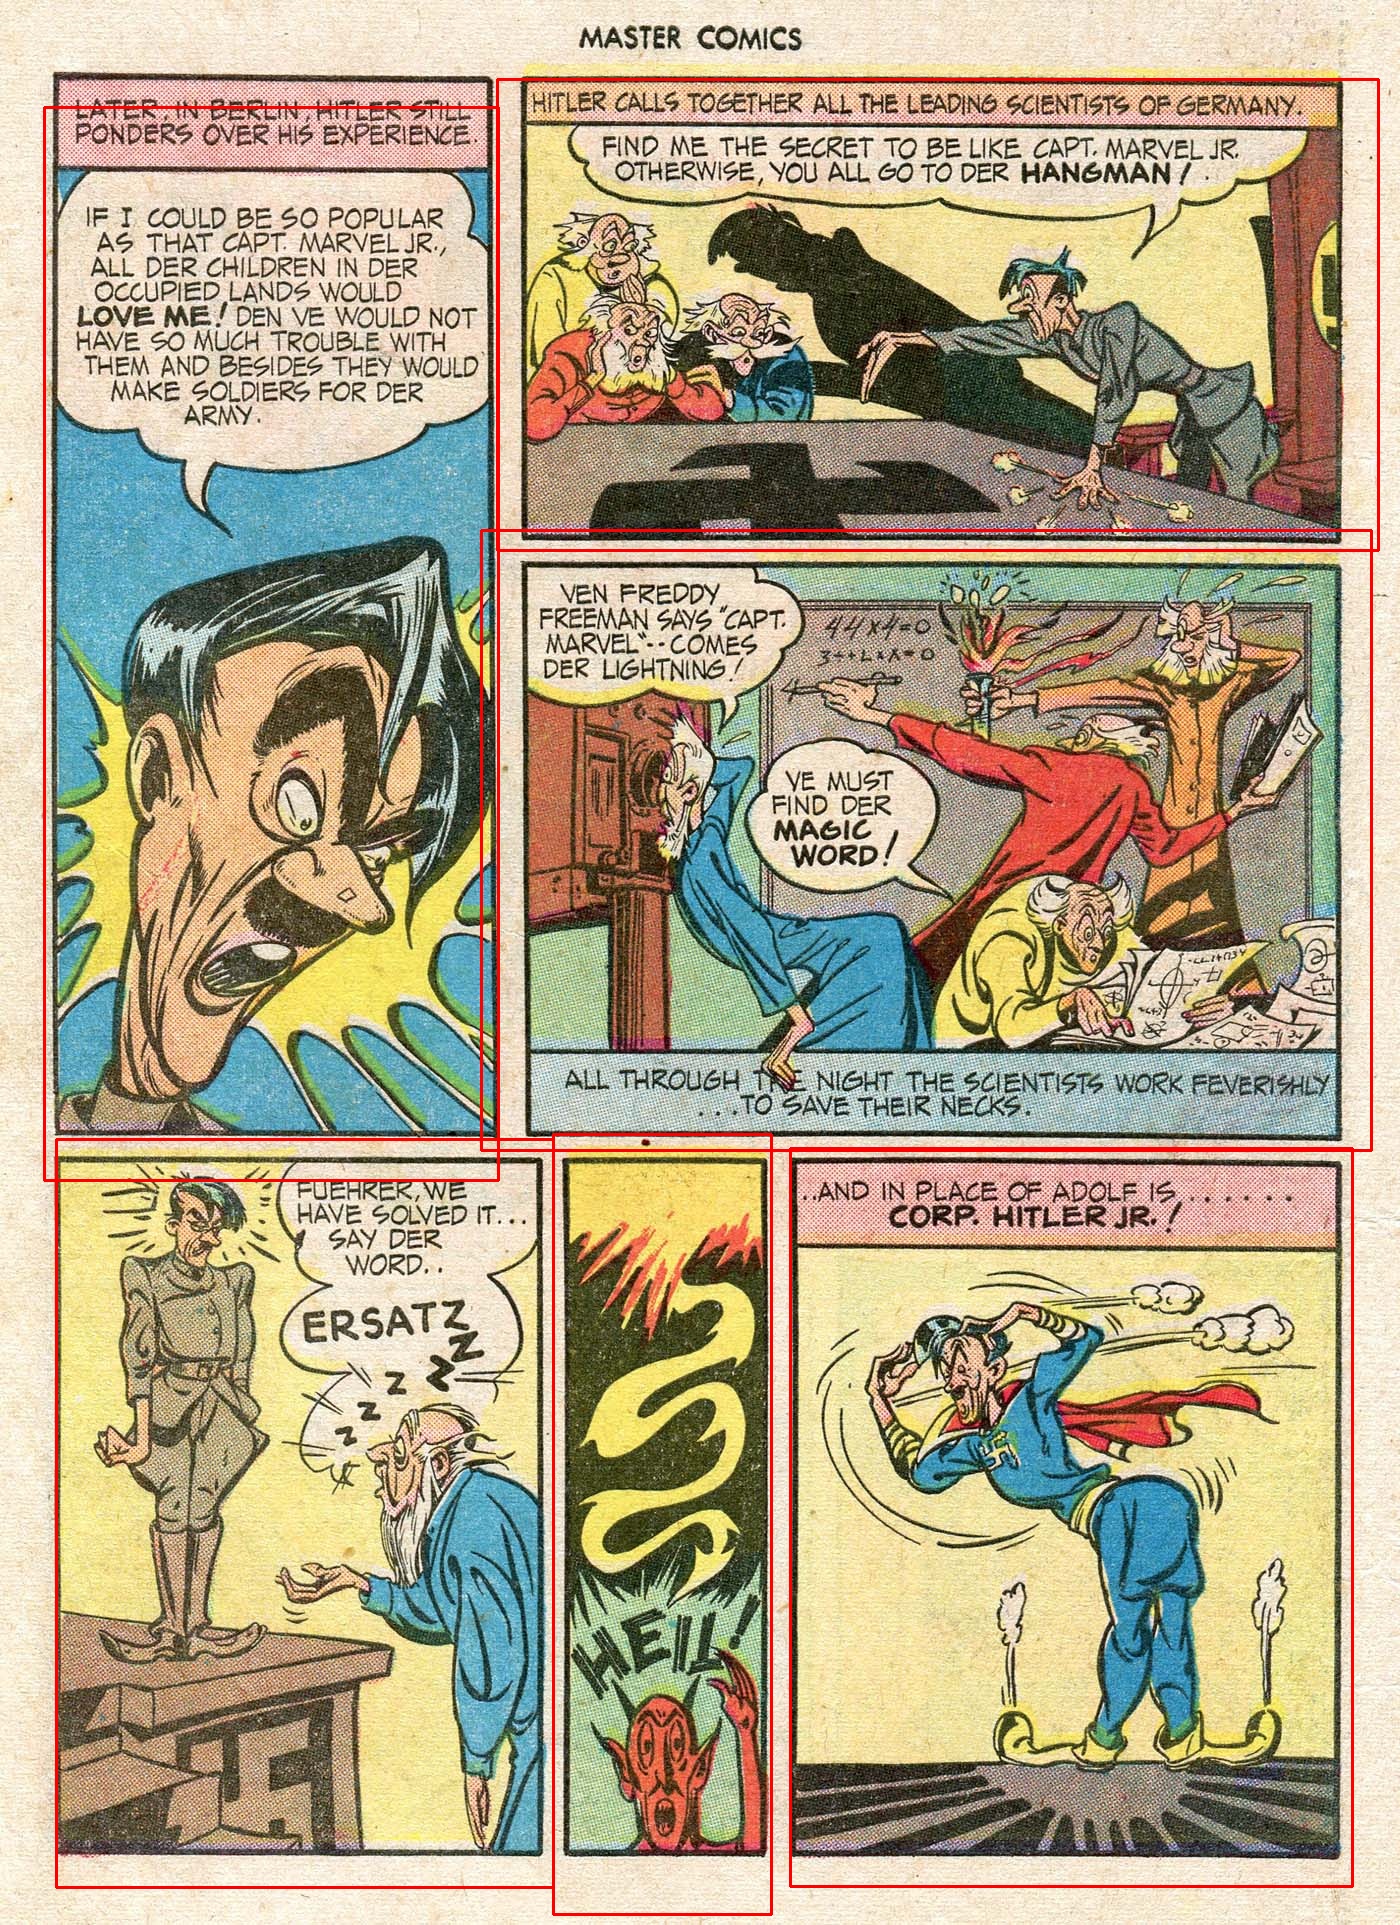 MASTER COMICS
LATER, IN BERLIN, HITLER STILL
PONDERS OVER HIS EXPERIENCE.
IF I COULD BE SO POPULAR
AS THAT CAPT. MARVEL JR.,
ALL DER CHILDREN IN DER
OCCUPIED LANDS WOULD
LOVE ME! DEN VE WOULD NOT
HAVE SO MUCH TROUBLE WITH
THEM AND BESIDES THEY WOULD
MAKE SOLDIERS FOR DER
ARMY.
HITLER CALLS TOGETHER ALL THE LEADING SCIENTISTS OF GERMANY.
FIND ME THE SECRET TO BE LIKE CAPT. MARVEL JR.
OTHERWISE, YOU ALL GO TO DER HANGMAN!
VEN FREDDY
FREEMAN SAYS "CAPT.
MARVEL"--COMES
DER LIGHTNING!
44x4=0
VE MUST
FIND DER
MAGIC
WORD!
ALL THROUGH THE NIGHT THE SCIENTISTS WORK FEVERISHLY
...TO SAVE THEIR NECKS.
FUEHRER, WE
HAVE SOLVED IT...
SAY DER
WORD..
ERSATZ
Z
Z
Z
Z
Z
HEIL!
..AND IN PLACE OF ADOLF IS......
CORP. HITLER JR.!